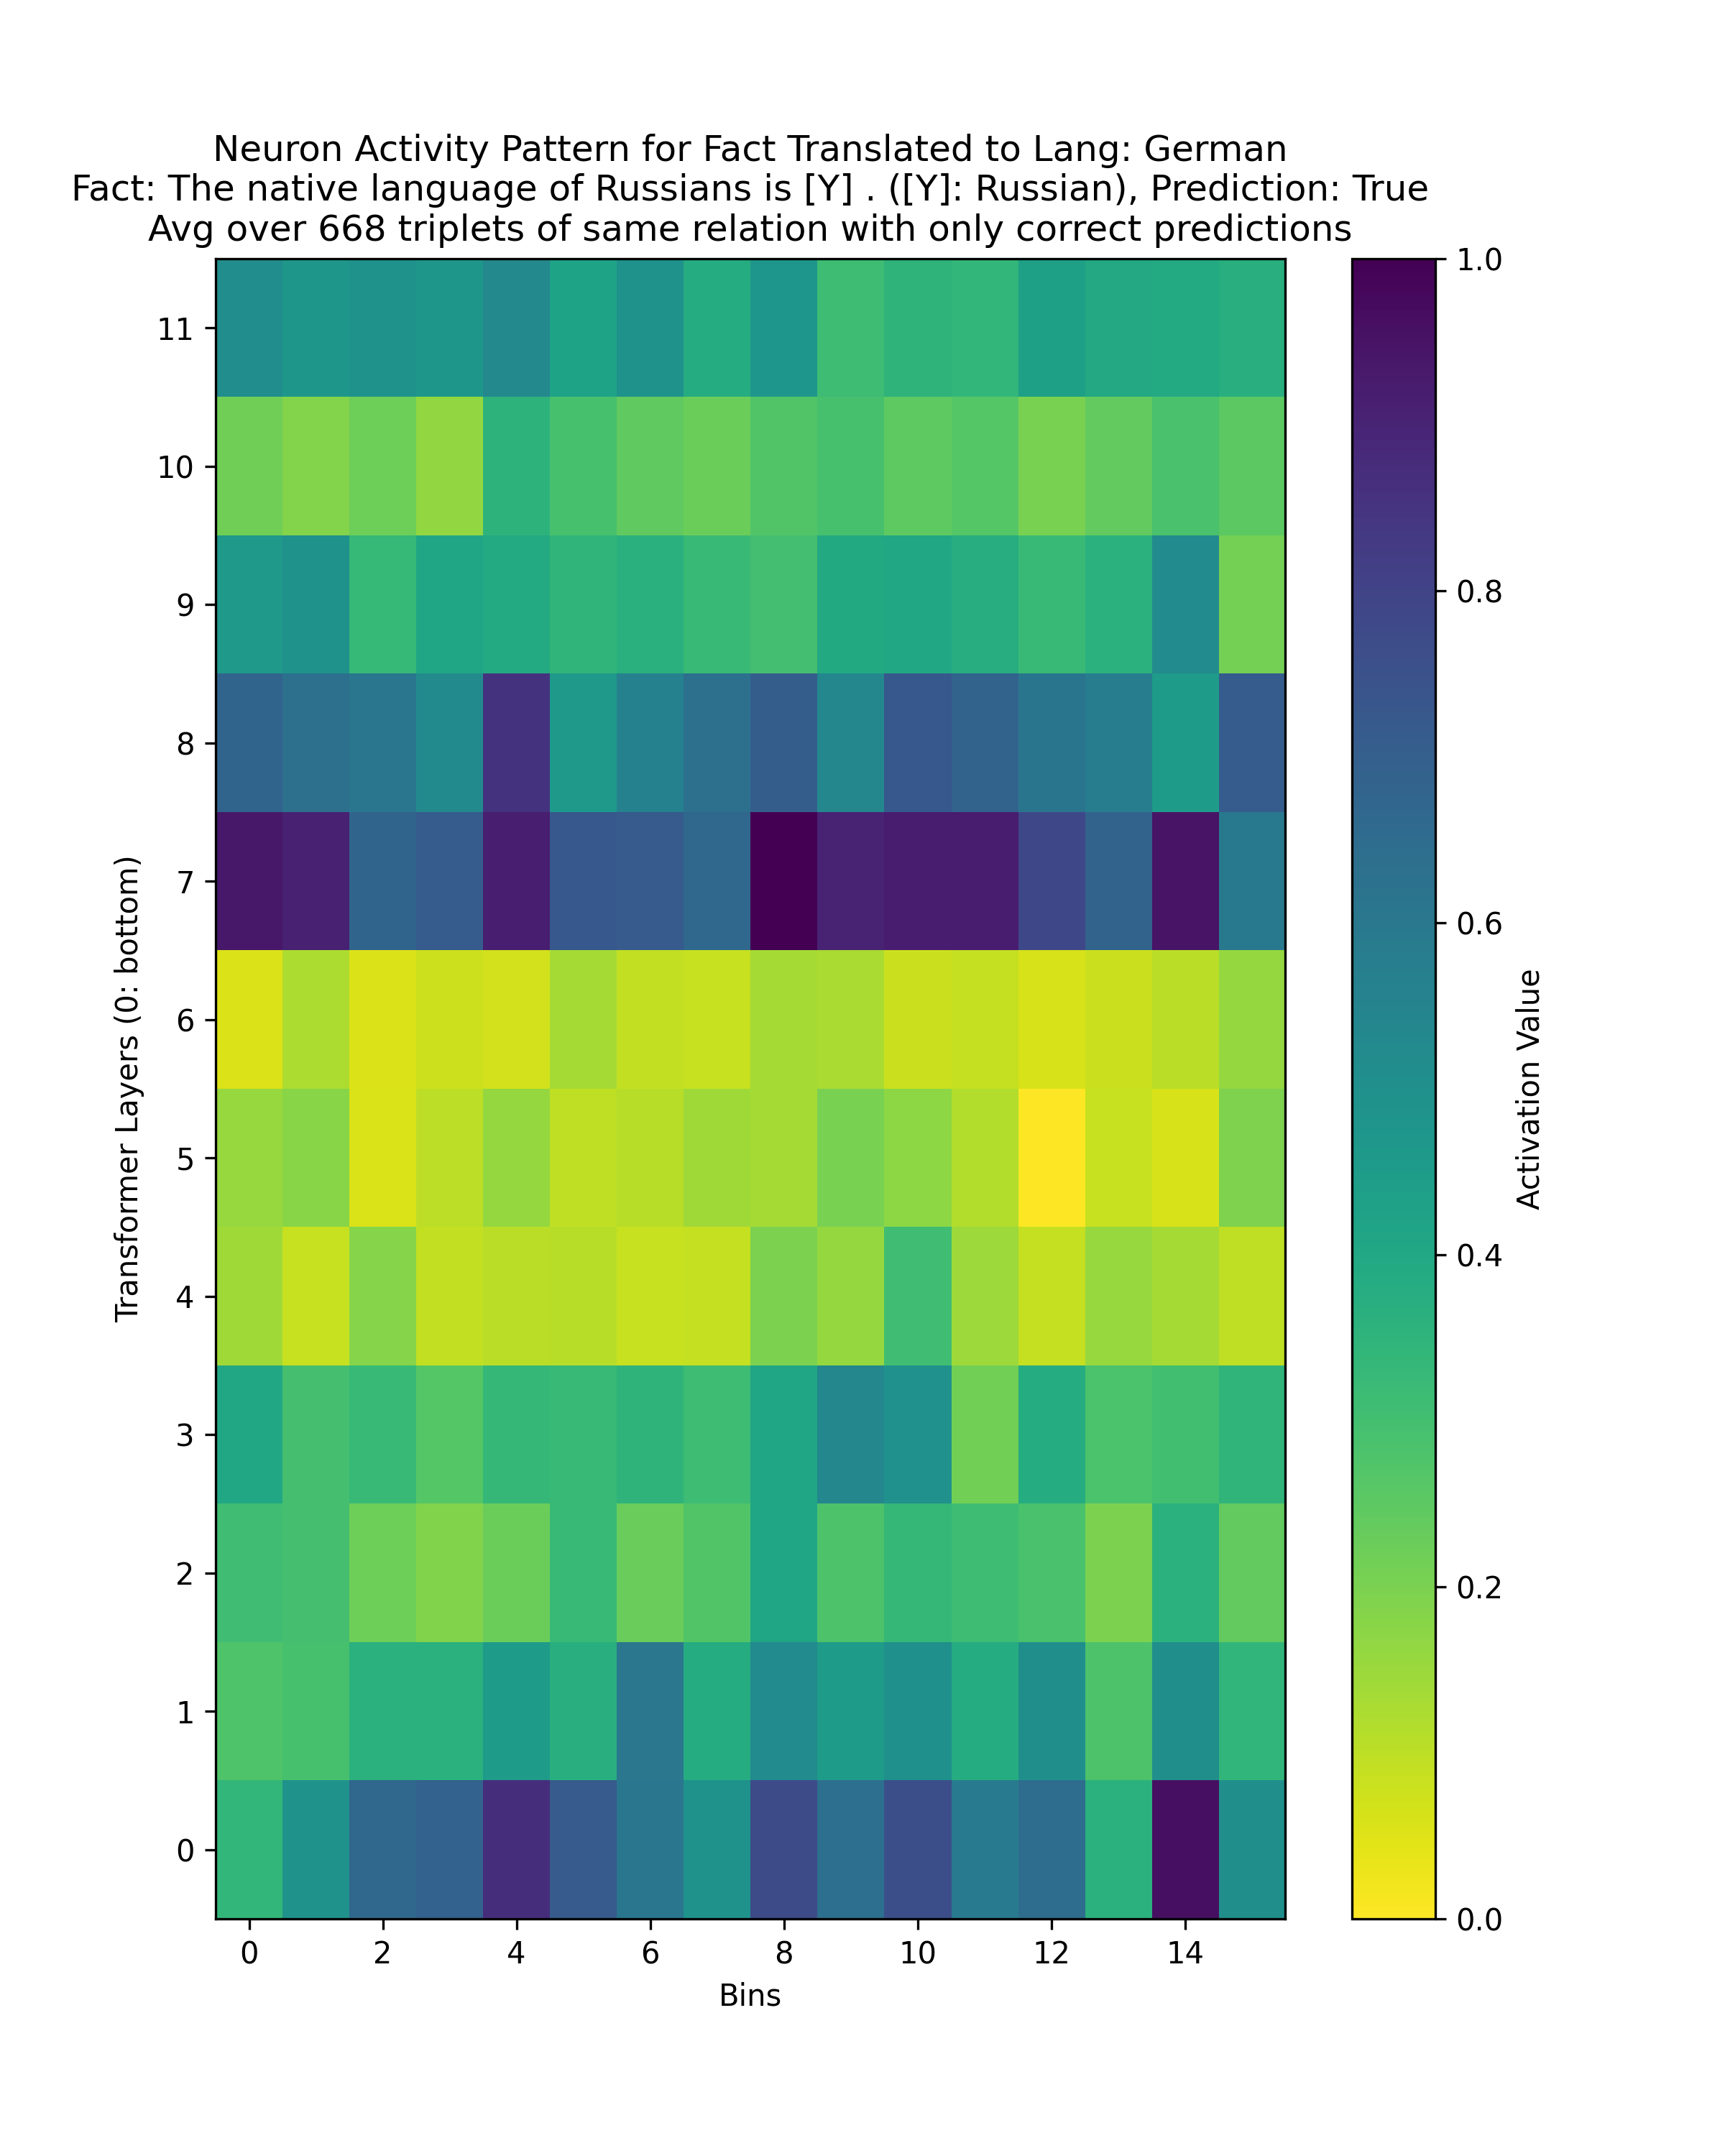 Neuron Activity Pattern for Fact Translated to Lang: German
Fact: The native language of Russians is [Y] . ([Y]: Russian), Prediction: True
Avg over 668 triplets of same relation with only correct predictions
11
10
9
8
7
6
5
4
3
2
1
0
Transformer Layers (0: bottom)
0 2 4 6 8 10 12 14
Bins
1.0
0.8
0.6
0.4
0.2
0.0
Activation Value